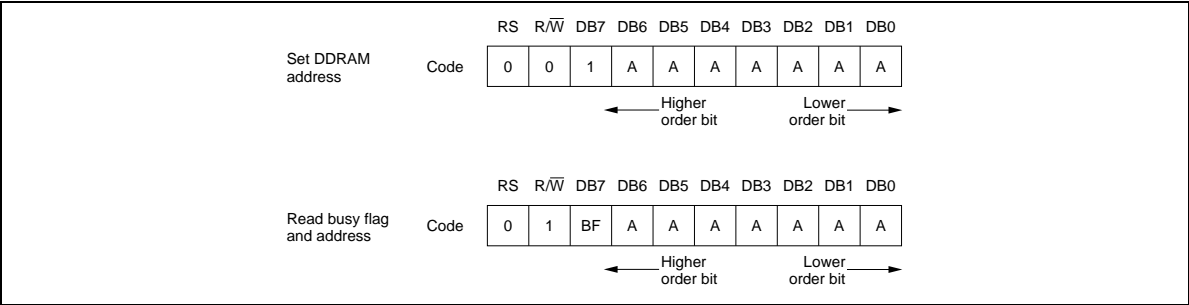 RS R/W̅ DB7 DB6 DB5 DB4 DB3 DB2 DB1 DB0
Set DDRAM
address
Code 0 0 1 A A A A A A A
Higher
order bit
Lower
order bit
RS R/W̅ DB7 DB6 DB5 DB4 DB3 DB2 DB1 DB0
Read busy flag
and address
Code 0 1 BF A A A A A A A
Higher
order bit
Lower
order bit